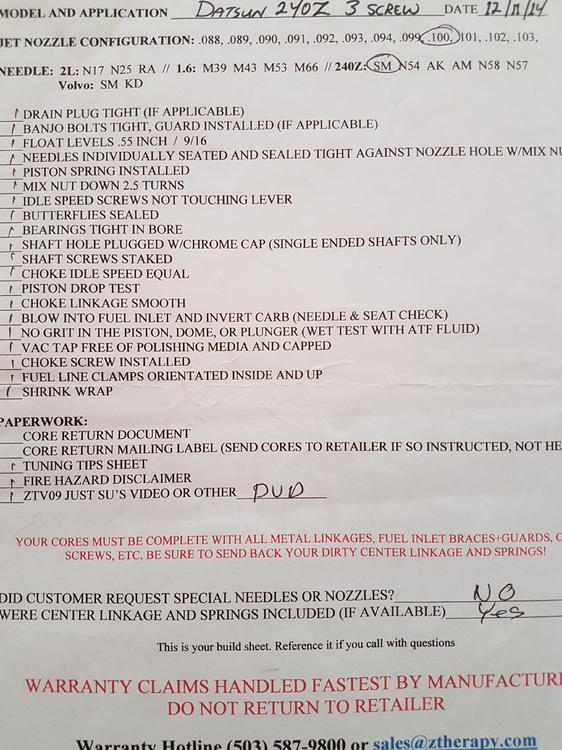 MODEL AND APPLICATION DATSUN 240Z 3 SCREW DATE 12/11/14
JET NOZZLE CONFIGURATION: .088, .089, .090, .091, .092, .093, .094, .099, .100, .101, .102, .103,
NEEDLE: 2L: N17 N25 RA // 1.6: M39 M43 M53 M66 // 240Z: SM N54 AK AM N58 N57
Volvo: SM KD
DRAIN PLUG TIGHT (IF APPLICABLE)
BANJO BOLTS TIGHT, GUARD INSTALLED (IF APPLICABLE)
FLOAT LEVELS .55 INCH / 9/16
NEEDLES INDIVIDUALLY SEATED AND SEALED TIGHT AGAINST NOZZLE HOLE W/MIX NU
PISTON SPRING INSTALLED
MIX NUT DOWN 2.5 TURNS
IDLE SPEED SCREWS NOT TOUCHING LEVER
BUTTERFLIES SEALED
BEARINGS TIGHT IN BORE
SHAFT HOLE PLUGGED W/CHROME CAP (SINGLE ENDED SHAFTS ONLY)
SHAFT SCREWS STAKED
CHOKE IDLE SPEED EQUAL
PISTON DROP TEST
CHOKE LINKAGE SMOOTH
BLOW INTO FUEL INLET AND INVERT CARB (NEEDLE & SEAT CHECK)
NO GRIT IN THE PISTON, DOME, OR PLUNGER (WET TEST WITH ATF FLUID)
VAC TAP FREE OF POLISHING MEDIA AND CAPPED
CHOKE SCREW INSTALLED
FUEL LINE CLAMPS ORIENTATED INSIDE AND UP
SHRINK WRAP
PAPERWORK:
CORE RETURN DOCUMENT
CORE RETURN MAILING LABEL (SEND CORES TO RETAILER IF SO INSTRUCTED, NOT HE
TUNING TIPS SHEET
FIRE HAZARD DISCLAIMER
ZTV09 JUST SU'S VIDEO OR OTHER DVD
YOUR CORES MUST BE COMPLETE WITH ALL METAL LINKAGES, FUEL INLET BRACES+GUARDS, C
SCREWS, ETC. BE SURE TO SEND BACK YOUR DIRTY CENTER LINKAGE AND SPRINGS!
DID CUSTOMER REQUEST SPECIAL NEEDLES OR NOZZLES? NO
WERE CENTER LINKAGE AND SPRINGS INCLUDED (IF AVAILABLE) Yes
This is your build sheet. Reference it if you call with questions
WARRANTY CLAIMS HANDLED FASTEST BY MANUFACTURE
DO NOT RETURN TO RETAILER
Warranty Hotline (503) 587-9800 or sales@ztherapy.com